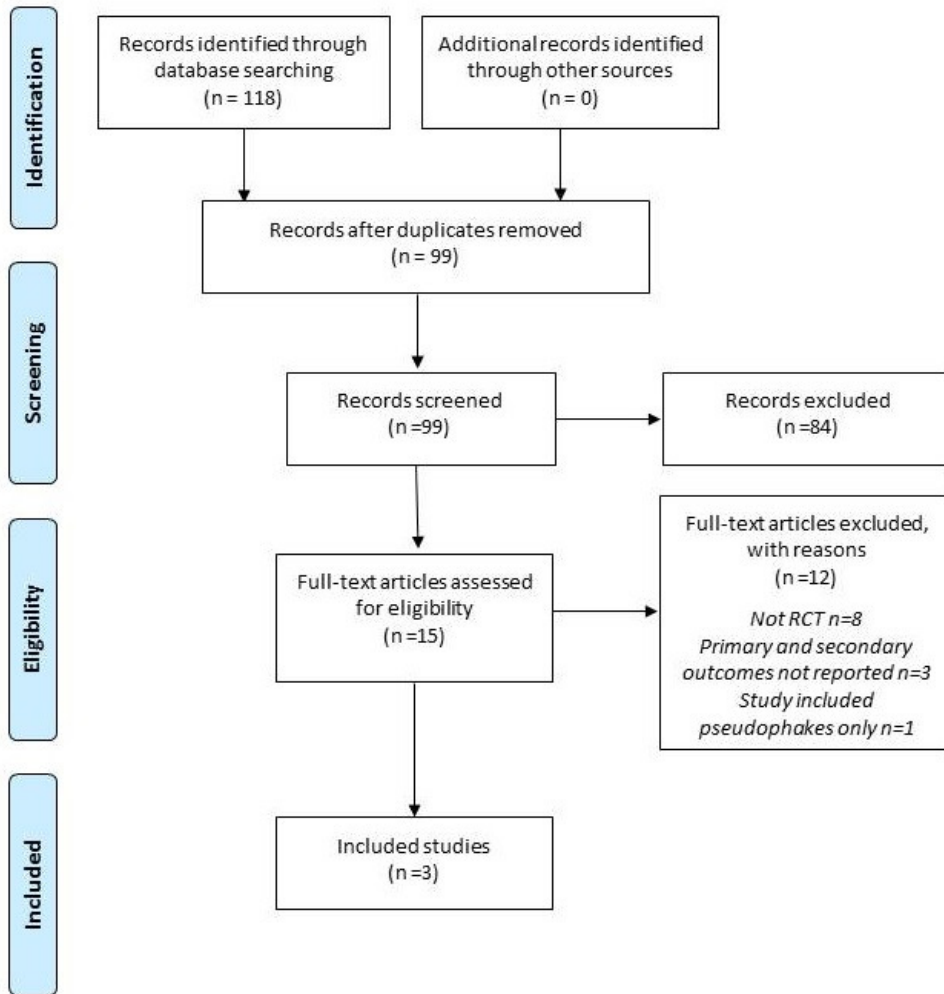 Identification
Records identified through
database searching
(n = 118)
Additional records identified
through other sources
(n = 0)
Records after duplicates removed
(n = 99)
Screening
Records screened
(n =99)
Records excluded
(n =84)
Eligibility
Full-text articles assessed
for eligibility
(n =15)
Full-text articles excluded,
with reasons
(n =12)
Not RCT n=8
Primary and secondary
outcomes not reported n=3
Study included
pseudophakes only n=1
Included
Included studies
(n =3)